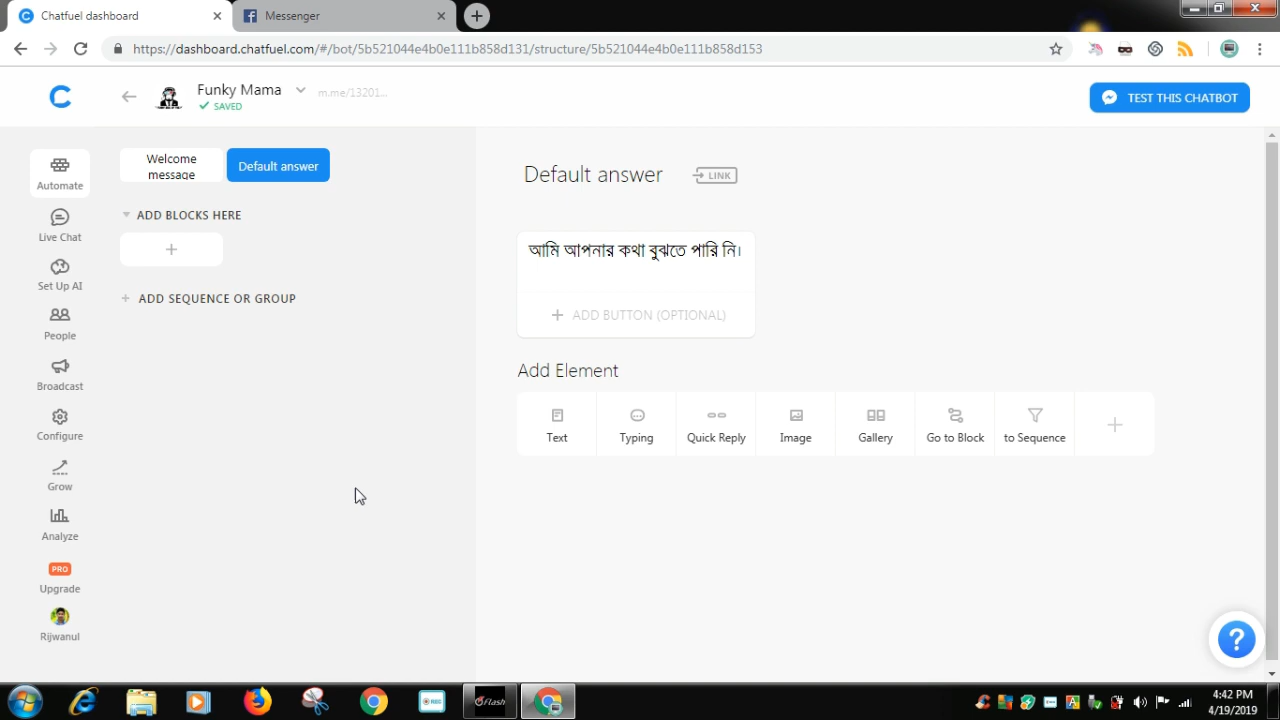 Chatfuel dashboard
Messenger
https://dashboard.chatfuel.com/#/bot/5b521044e4b0e111b858d131/structure/5b521044e4b0e111b858d153
Funky Mama
m.me/13201...
SAVED
TEST THIS CHATBOT
Automate
Live Chat
Set Up AI
People
Broadcast
Configure
Grow
Analyze
PRO
Upgrade
Rijwanul
Welcome
message
Default answer
ADD BLOCKS HERE
+
+ ADD SEQUENCE OR GROUP
Default answer
LINK
আমি আপনার কথা বুঝতে পারি নি।
+ ADD BUTTON (OPTIONAL)
Add Element
Text
Typing
Quick Reply
Image
Gallery
Go to Block
to Sequence
+
?
4:42 PM
4/19/2019